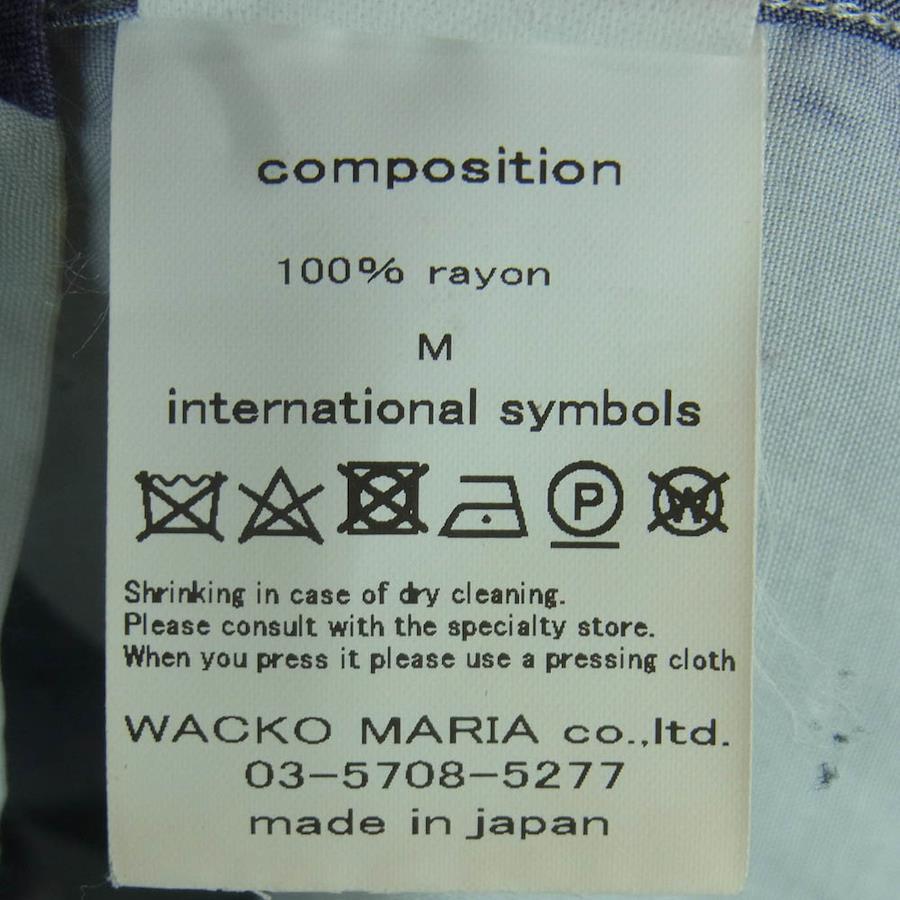 composition
100% rayon
M
international symbols
P W
Shrinking in case of dry cleaning.
Please consult with the specialty store.
When you press it please use a pressing cloth
WACKO MARIA co.,ltd.
03-5708-5277
made in japan